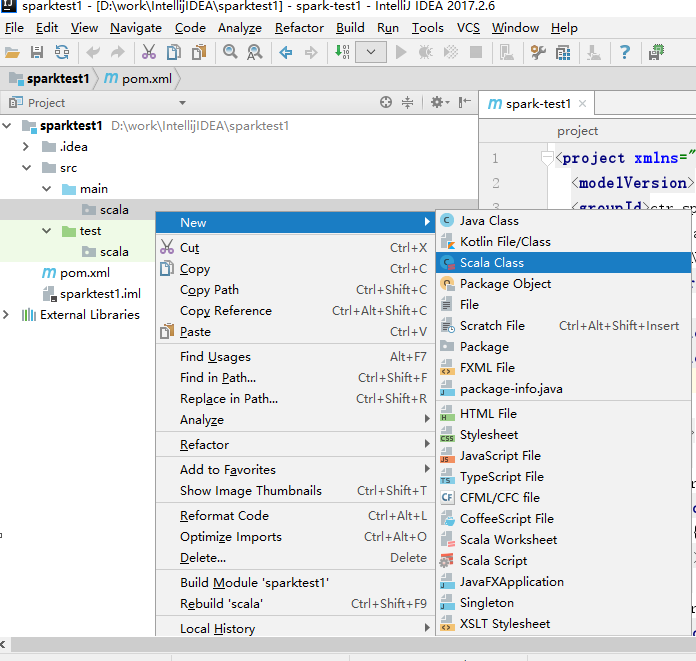 sparktest1 - [D:\work\IntellijIDEA\sparktest1] - spark-test1 - IntelliJ IDEA 2017.2.6
File Edit View Navigate Code Analyze Refactor Build Run Tools VCS Window Help
sparktest1 m pom.xml
Project
m spark-test1
sparktest1 D:\work\IntellijIDEA\sparktest1
project
.idea
1 <project xmlns="
src
main
2 <modelVersion>
scala
3
test
scala
m pom.xml
sparktest1.iml
External Libraries
New
Cut Ctrl+X
Copy Ctrl+C
Copy Path Ctrl+Shift+C
Copy Reference Ctrl+Alt+Shift+C
Paste Ctrl+V
Find Usages Alt+F7
Find in Path... Ctrl+Shift+F
Replace in Path... Ctrl+Shift+R
Analyze
Refactor
Add to Favorites
Show Image Thumbnails Ctrl+Shift+T
Reformat Code Ctrl+Alt+L
Optimize Imports Ctrl+Alt+O
Delete... Delete
Build Module 'sparktest1'
Rebuild 'scala' Ctrl+Shift+F9
Local History
Java Class
Kotlin File/Class
Scala Class
Package Object
File
Scratch File Ctrl+Alt+Shift+Insert
Package
FXML File
package-info.java
HTML File
Stylesheet
JavaScript File
TypeScript File
CFML/CFC file
CoffeeScript File
Scala Worksheet
Scala Script
JavaFXApplication
Singleton
XSLT Stylesheet